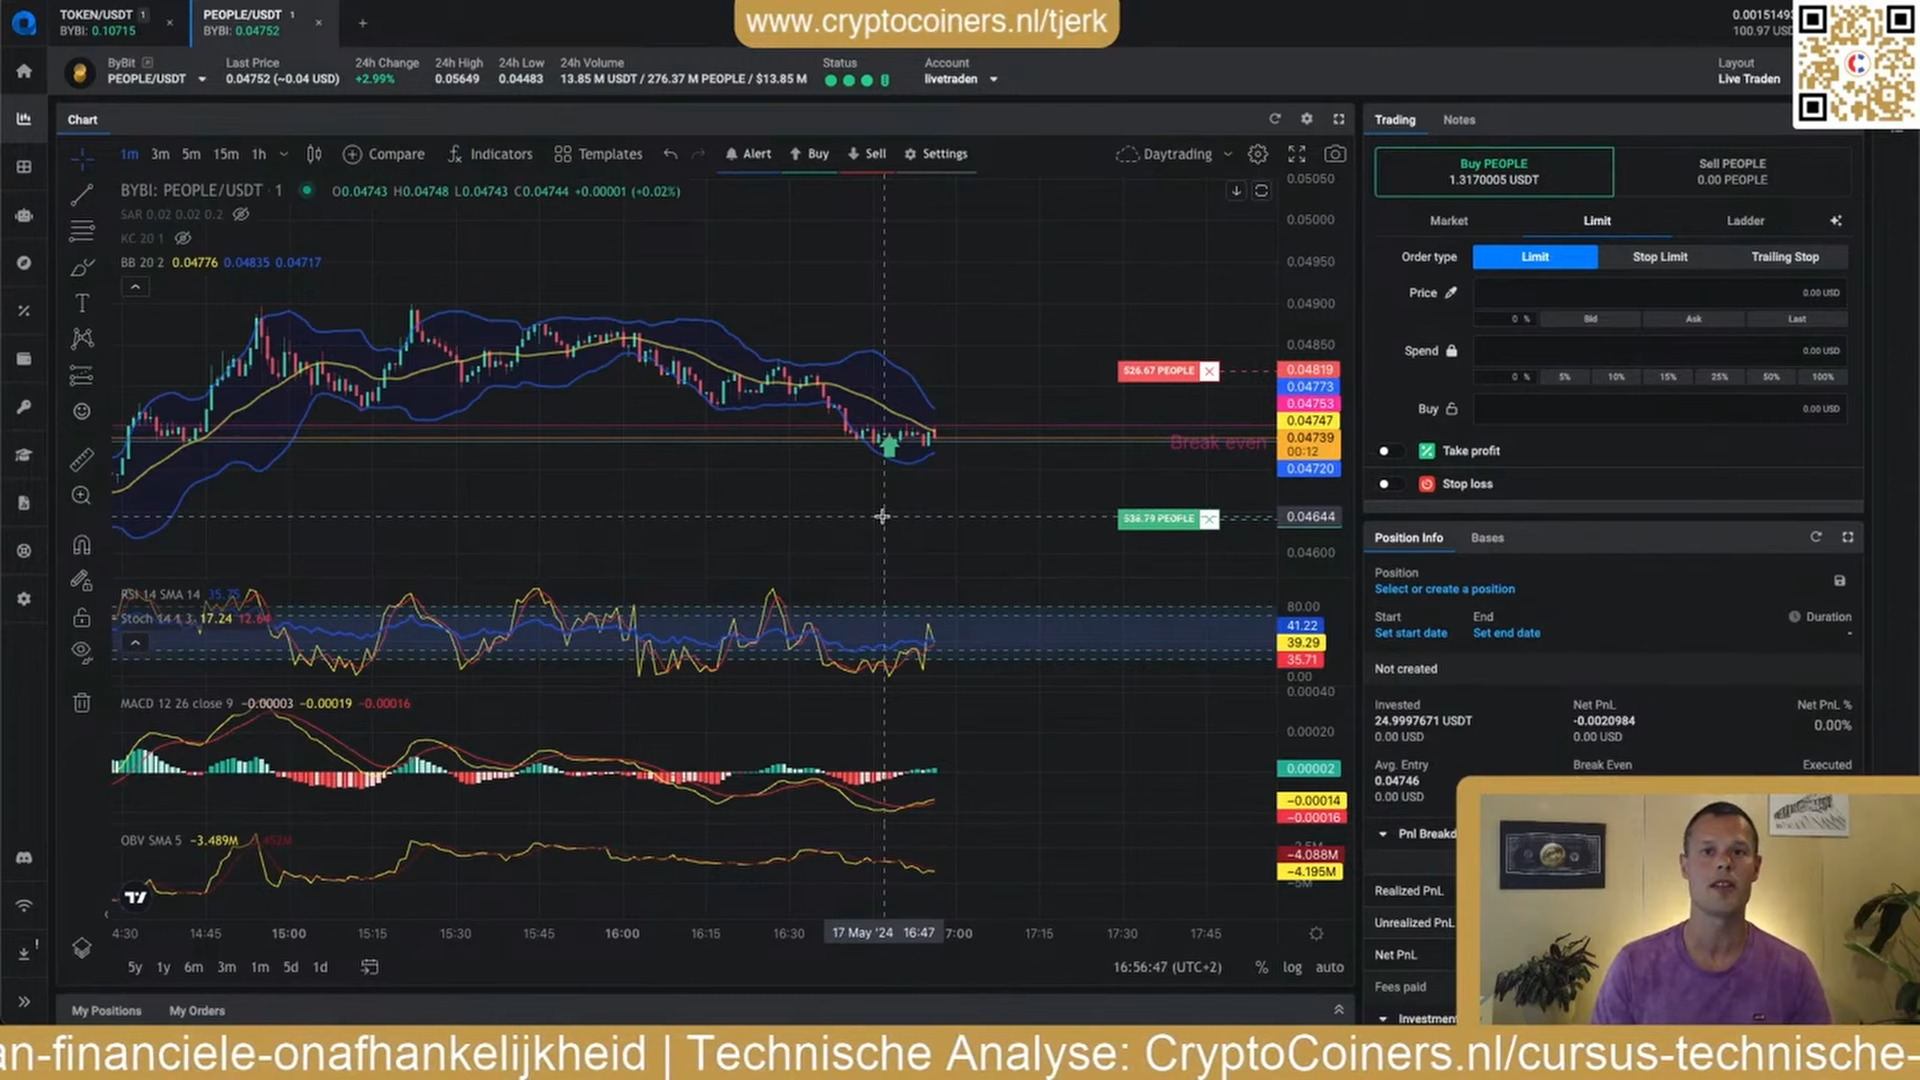 TOKEN/USDT 1
BYBI: 0.10715
PEOPLE/USDT 1
BYBI: 0.04752
www.cryptocoiners.nl/tjerk
100.97
ByBit
PEOPLE/USDT
Last Price
0.04752 (~0.04 USD)
24h Change
+2.99%
24h High
0.05649
24h Low
0.04483
24h Volume
13.85 M USDT / 276.37 M PEOPLE / $13.85 M
Status
Account
livetraden
Layout
Live Traden
Chart
1m 3m 5m 15m 1h
Compare
Indicators
Templates
Alert
Buy
Sell
Settings
Daytrading
BYBI: PEOPLE/USDT · 1
O0.04743 H0.04748 L0.04743 C0.04744 +0.00001 (+0.02%)
SAR 0.02 0.02 0.2
KC 20 1
BB 20 2 0.04776 0.04835 0.04717
0.05050
0.05000
0.04950
0.04900
0.04850
526.67 PEOPLE
0.04819
0.04773
0.04753
0.04747
Break even
0.04739
00:12
0.04720
538.79 PEOPLE
0.04644
0.04600
RSI 14 SMA 14
Stoch 14 1 3 17.24 12.64
80.00
41.22
39.29
35.71
0.00
0.00040
MACD 12 26 close 9 −0.00003 −0.00019 −0.00016
0.00020
0.00002
−0.00014
−0.00016
OBV SMA 5 −3.489M
−4.088M
−4.195M
−5M
4:30 14:45 15:00 15:15 15:30 15:45 16:00 16:15 16:30 17 May '24 16:47 7:00 17:15 17:30 17:45
5y 1y 6m 3m 1m 5d 1d
16:56:47 (UTC+2)
% log auto
My Positions
My Orders
Trading
Notes
Buy PEOPLE
1.3170005 USDT
Sell PEOPLE
0.00 PEOPLE
Market
Limit
Ladder
Order type
Limit
Stop Limit
Trailing Stop
Price
0.00 USD
0 % Bid Ask Last
Spend
0.00 USD
0 % 5% 10% 15% 25% 50% 100%
Buy
0.00 USD
Take profit
Stop loss
Position Info
Bases
Position
Select or create a position
Start
Set start date
End
Set end date
Duration
-
Not created
Invested
24.9997671 USDT
0.00 USD
Net PnL
-0.0020984
0.00 USD
Net PnL %
0.00%
Avg. Entry
0.04746
0.00 USD
Break Even
Executed
Realized PnL
Net PnL
Fees paid
an-financiele-onafhankelijkheid | Technische Analyse: CryptoCoiners.nl/cursus-technische-